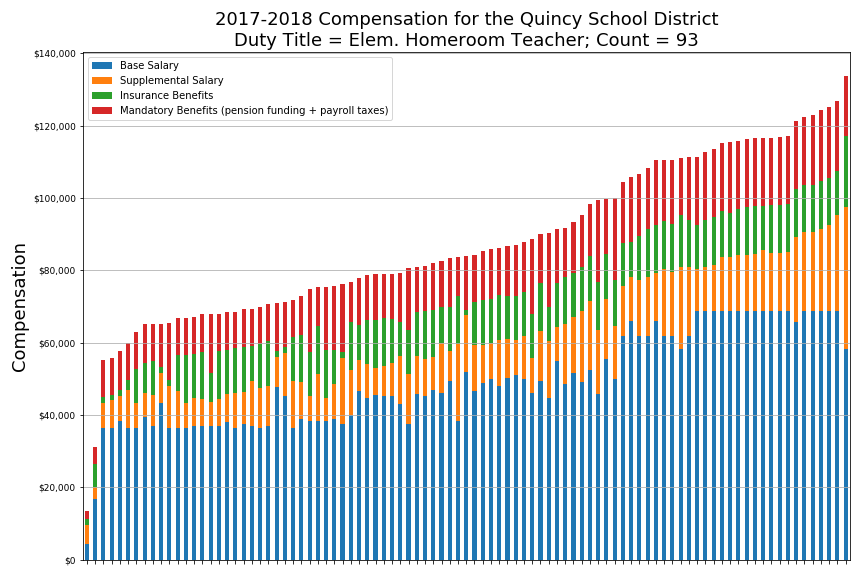 2017-2018 Compensation for the Quincy School District
Duty Title = Elem. Homeroom Teacher; Count = 93
$140,000
Base Salary
Supplemental Salary
Insurance Benefits
Mandatory Benefits (pension funding + payroll taxes)
$120,000
$100,000
$80,000
$60,000
$40,000
$20,000
$0
Compensation